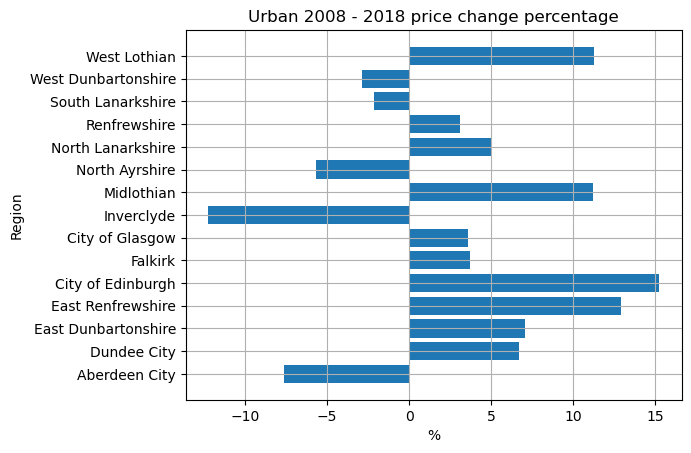 Urban 2008 - 2018 price change percentage
West Lothian
West Dunbartonshire
South Lanarkshire
Renfrewshire
North Lanarkshire
North Ayrshire
Midlothian
Inverclyde
City of Glasgow
Falkirk
City of Edinburgh
East Renfrewshire
East Dunbartonshire
Dundee City
Aberdeen City
Region
−10 −5 0 5 10 15
%